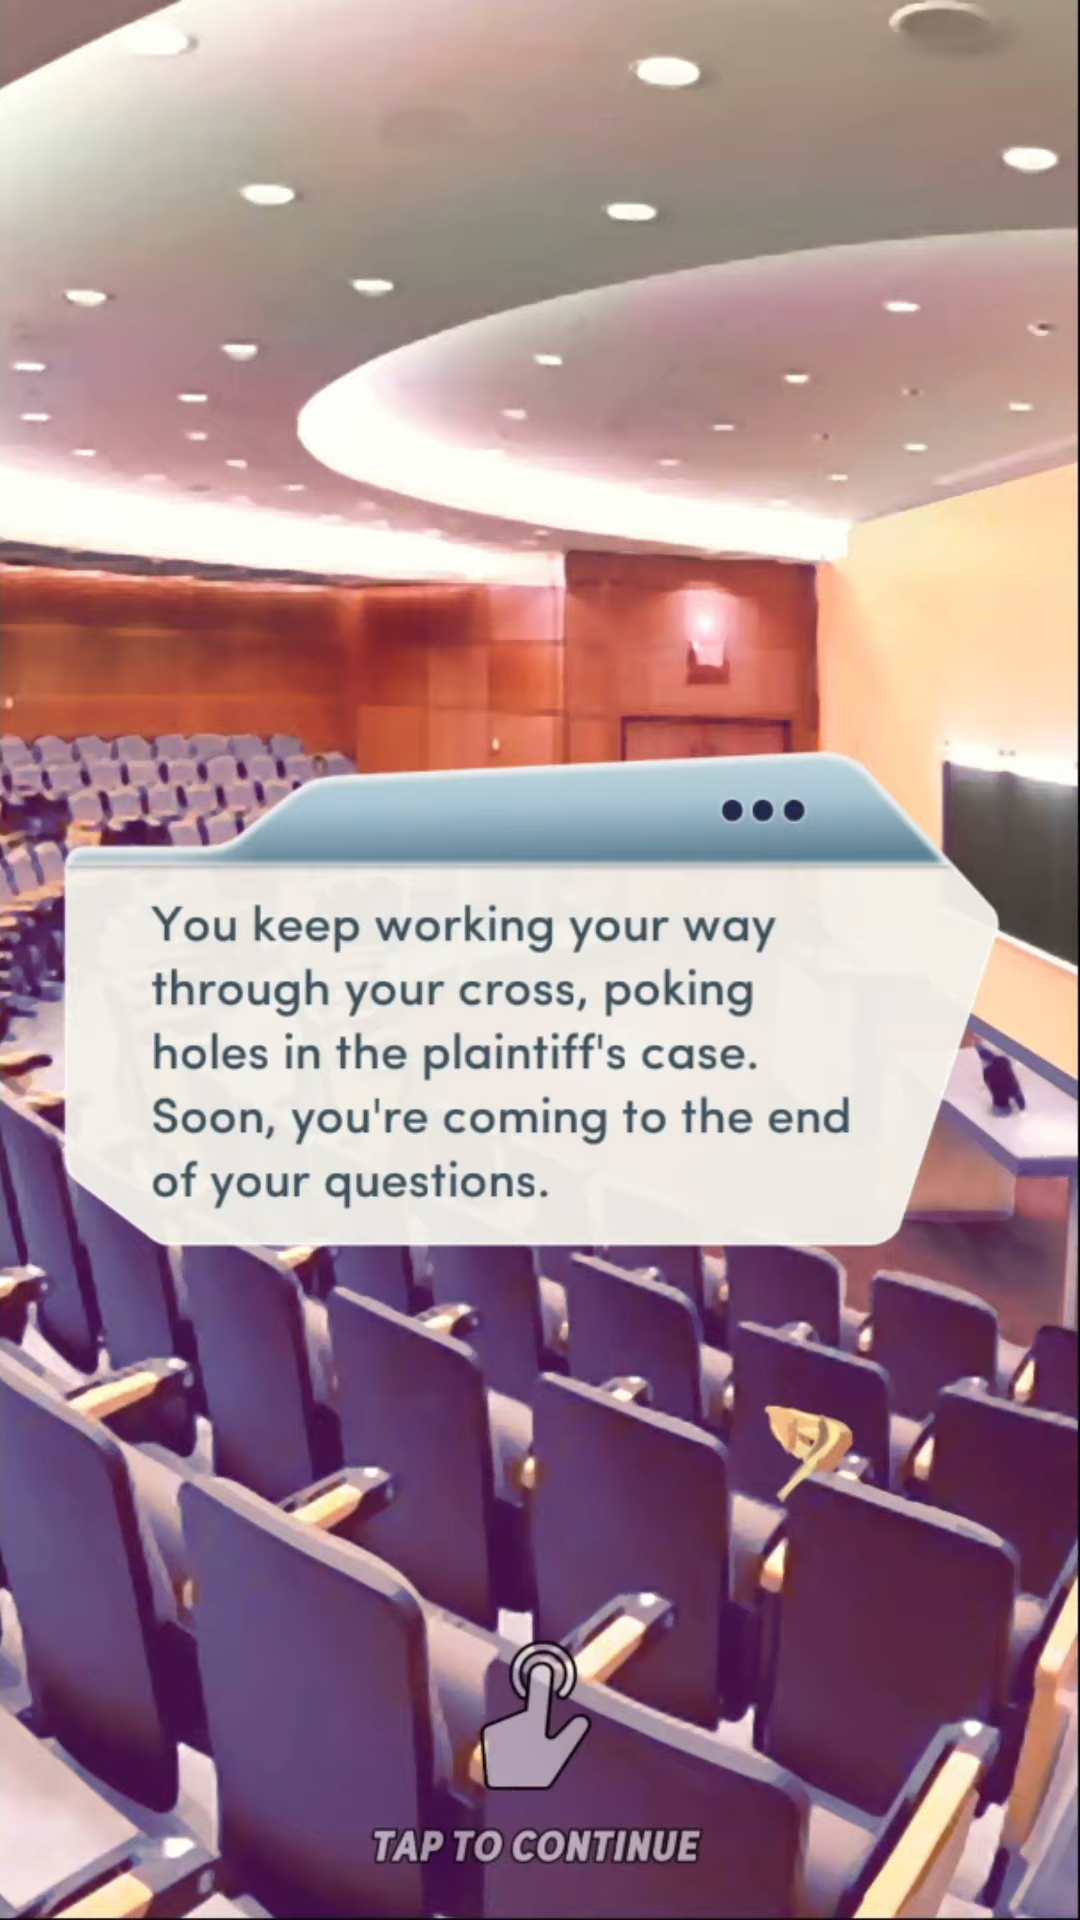 You keep working your way
through your cross, poking
holes in the plaintiff's case.
Soon, you're coming to the end
of your questions.
TAP TO CONTINUE